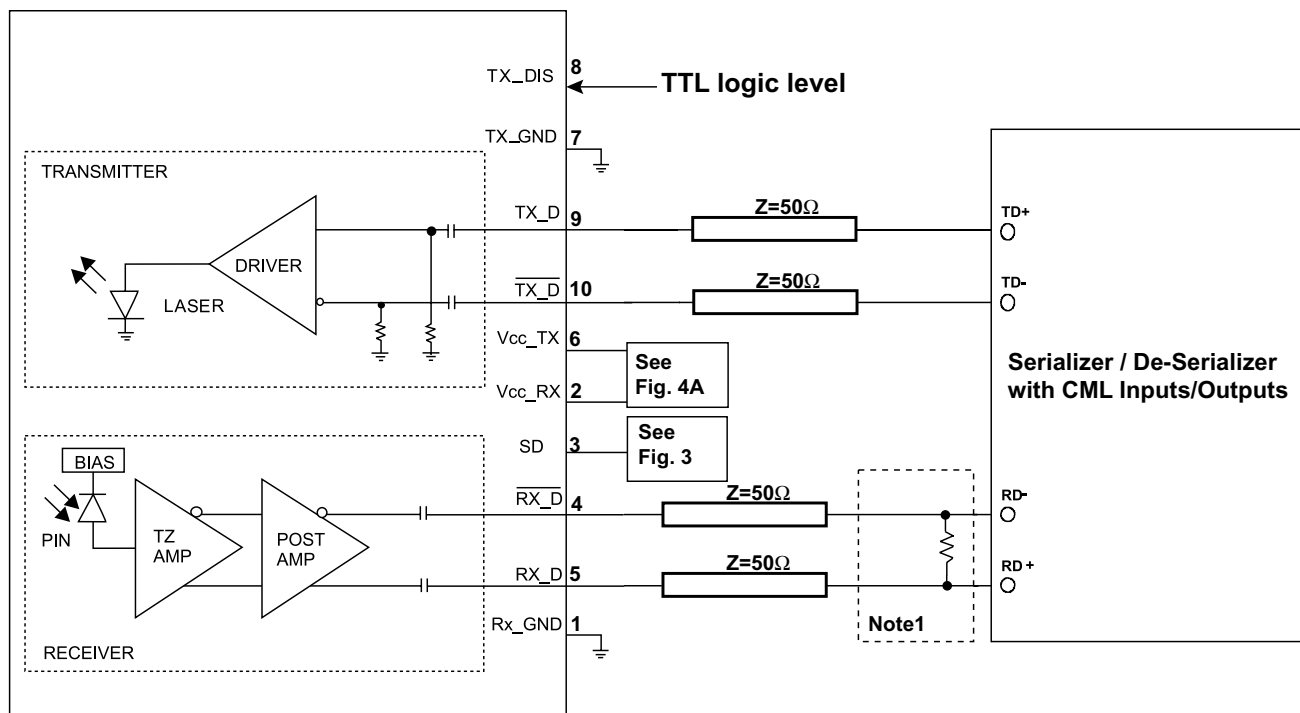 TX_DIS
8
TTL logic level
TX_GND
7
TRANSMITTER
TX_D
9
Z=50Ω
TD+
DRIVER
LASER
TX_D
10
Z=50Ω
TD-
Vcc_TX
6
See
Fig. 4A
Vcc_RX
2
Serializer / De-Serializer
with CML Inputs/Outputs
SD
3
See
Fig. 3
BIAS
PIN
TZ
AMP
POST
AMP
RX_D
4
Z=50Ω
RD-
RX_D
5
Z=50Ω
RD +
Rx_GND
1
Note1
RECEIVER